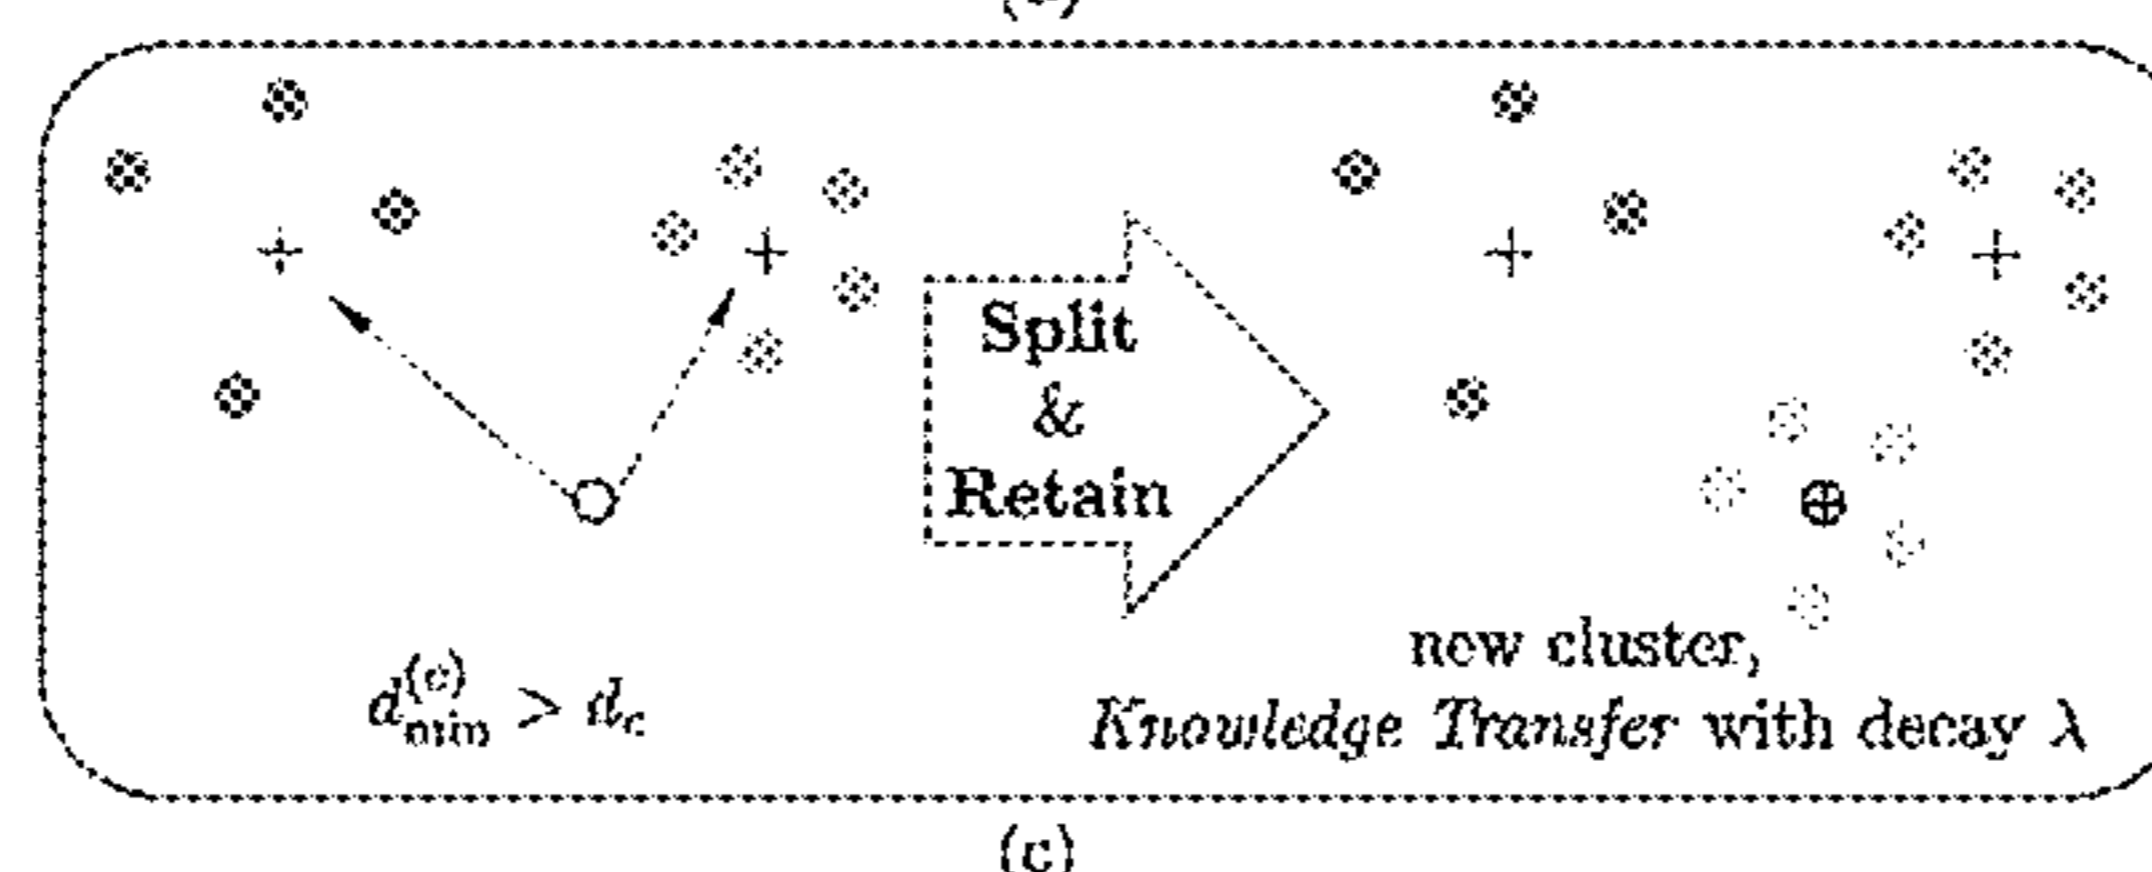 Split
&
Retain
new cluster,
d_min^(c) > d_c
Knowledge Transfer with decay λ
(c)